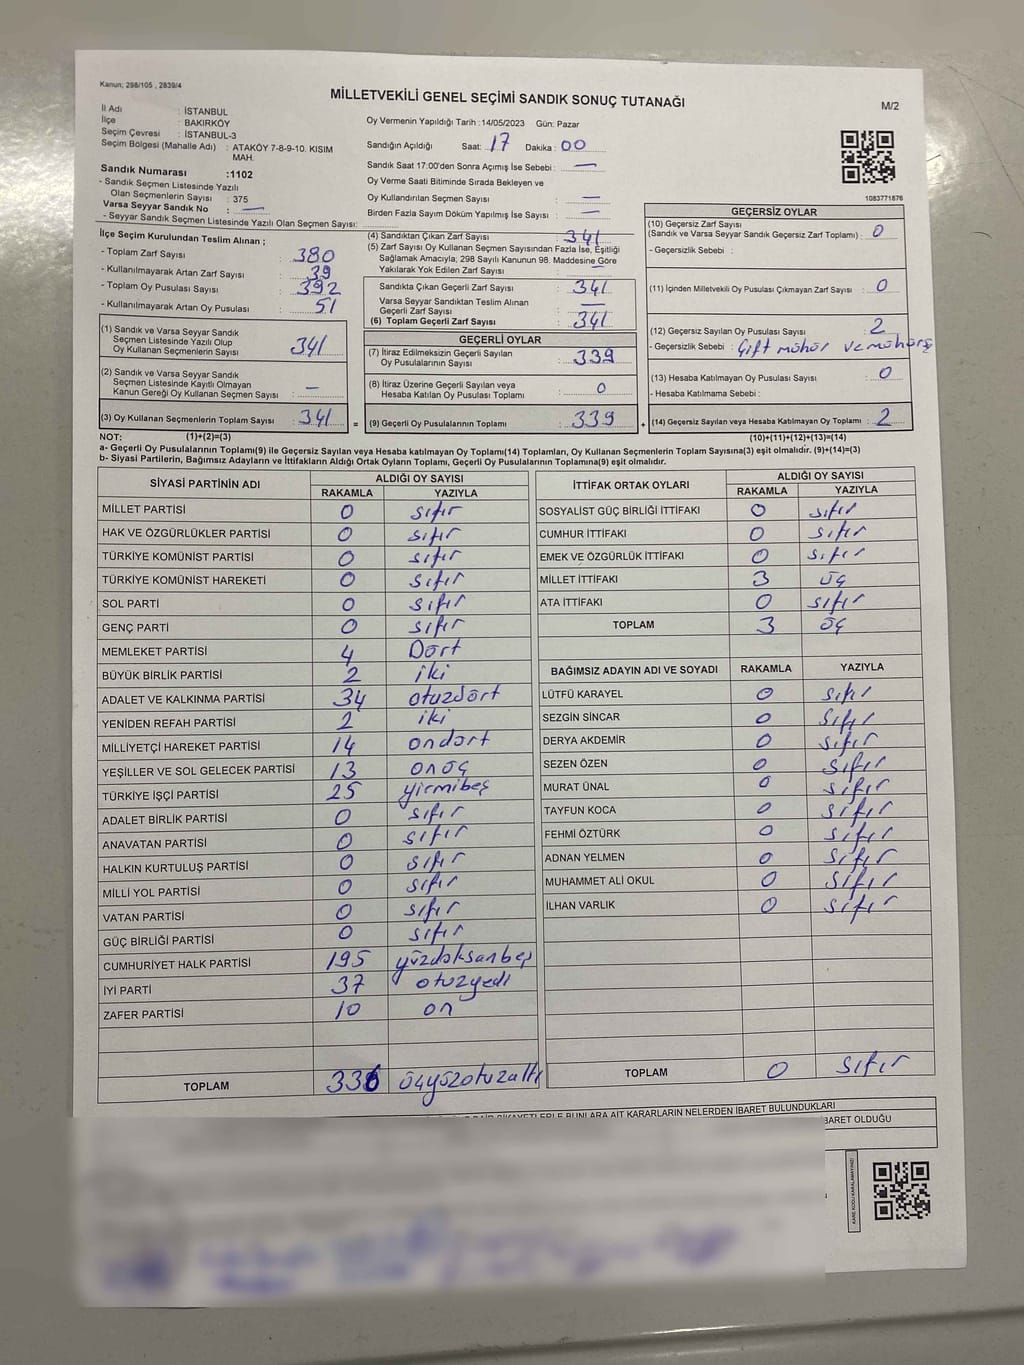 Kanun; 298/105 , 2839/4
MİLLETVEKİLİ GENEL SEÇİMİ SANDIK SONUÇ TUTANAĞI
M/2
İl Adı : İSTANBUL
İlçe : BAKIRKÖY
Seçim Çevresi : İSTANBUL-3
Seçim Bölgesi (Mahalle Adı) : ATAKÖY 7-8-9-10. KISIM MAH.
Sandık Numarası :1102
- Sandık Seçmen Listesinde Yazılı
Olan Seçmenlerin Sayısı : 375
Varsa Seyyar Sandık No : —
- Seyyar Sandık Seçmen Listesinde Yazılı Olan Seçmen Sayısı:
Oy Vermenin Yapıldığı Tarih :14/05/2023 Gün: Pazar
Sandığın Açıldığı Saat: 17 Dakika : 00
Sandık Saat 17:00'den Sonra Açımış İse Sebebi : —
Oy Verme Saati Bitiminde Sırada Bekleyen ve
Oy Kullandırılan Seçmen Sayısı : —
Birden Fazla Sayım Döküm Yapılmış İse Sayısı : —
1083771876
İlçe Seçim Kurulundan Teslim Alınan ;
- Toplam Zarf Sayısı : 380
- Kullanılmayarak Artan Zarf Sayısı : 39
- Toplam Oy Pusulası Sayısı : 392
- Kullanılmayarak Artan Oy Pusulası : 51
(1) Sandık ve Varsa Seyyar Sandık
Seçmen Listesinde Yazılı Olup
Oy Kullanan Seçmenlerin Sayısı : 341
(2) Sandık ve Varsa Seyyar Sandık
Seçmen Listesinde Kayıtlı Olmayan
Kanun Gereği Oy Kullanan Seçmen Sayısı : —
(3) Oy Kullanan Seçmenlerin Toplam Sayısı : 341
(4) Sandıktan Çıkan Zarf Sayısı : 341
(5) Zarf Sayısı Oy Kullanan Seçmen Sayısından Fazla İse, Eşitliği
Sağlamak Amacıyla; 298 Sayılı Kanunun 98. Maddesine Göre
Yakılarak Yok Edilen Zarf Sayısı : —
Sandıkta Çıkan Geçerli Zarf Sayısı : 341
Varsa Seyyar Sandıktan Teslim Alınan
Geçerli Zarf Sayısı : —
(6) Toplam Geçerli Zarf Sayısı : 341
GEÇERLİ OYLAR
(7) İtiraz Edilmeksizin Geçerli Sayılan
Oy Pusulalarının Sayısı : 339
(8) İtiraz Üzerine Geçerli Sayılan veya
Hesaba Katılan Oy Pusulası Toplamı : 0
= (9) Geçerli Oy Pusulalarının Toplamı : 339
GEÇERSİZ OYLAR
(10) Geçersiz Zarf Sayısı
(Sandık ve Varsa Seyyar Sandık Geçersiz Zarf Toplamı) : 0
- Geçersizlik Sebebi :
(11) İçinden Milletvekili Oy Pusulası Çıkmayan Zarf Sayısı : 0
(12) Geçersiz Sayılan Oy Pusulası Sayısı : 2
- Geçersizlik Sebebi : Çift mühür ve
(13) Hesaba Katılmayan Oy Pusulası Sayısı : 0
- Hesaba Katılmama Sebebi :
+ (14) Geçersiz Sayılan veya Hesaba Katılmayan Oy Toplamı : 2
NOT: (1)+(2)=(3)
(10)+(11)+(12)+(13)=(14)
a- Geçerli Oy Pusulalarının Toplamı(9) ile Geçersiz Sayılan veya Hesaba katılmayan Oy Toplamı(14) Toplamları, Oy Kullanan Seçmenlerin Toplam Sayısına(3) eşit olmalıdır. (9)+(14)=(3)
b- Siyasi Partilerin, Bağımsız Adayların ve İttifakların Aldığı Ortak Oyların Toplamı, Geçerli Oy Pusulalarının Toplamına(9) eşit olmalıdır.
SİYASİ PARTİNİN ADI ALDIĞI OY SAYISI
RAKAMLA YAZIYLA
MİLLET PARTİSİ 0 sıfır
HAK VE ÖZGÜRLÜKLER PARTİSİ 0 sıfır
TÜRKİYE KOMÜNİST PARTİSİ 0 sıfır
TÜRKİYE KOMÜNİST HAREKETİ 0 sıfır
SOL PARTİ 0 sıfır
GENÇ PARTİ 0 sıfır
MEMLEKET PARTİSİ 4 Dört
BÜYÜK BİRLİK PARTİSİ 2 iki
ADALET VE KALKINMA PARTİSİ 34 otuzdört
YENİDEN REFAH PARTİSİ 2 iki
MİLLİYETÇİ HAREKET PARTİSİ 14 ondört
YEŞİLLER VE SOL GELECEK PARTİSİ 13 onüç
TÜRKİYE İŞÇİ PARTİSİ 25 yirmibeş
ADALET BİRLİK PARTİSİ 0 sıfır
ANAVATAN PARTİSİ 0 sıfır
HALKIN KURTULUŞ PARTİSİ 0 sıfır
MİLLİ YOL PARTİSİ 0 sıfır
VATAN PARTİSİ 0 sıfır
GÜÇ BİRLİĞİ PARTİSİ 0 sıfır
CUMHURİYET HALK PARTİSİ 195 yüzdoksanbeş
İYİ PARTİ 37 otuzyedi
ZAFER PARTİSİ 10 on
TOPLAM 336 üçyüzotuzaltı
İTTİFAK ORTAK OYLARI ALDIĞI OY SAYISI
RAKAMLA YAZIYLA
SOSYALİST GÜÇ BİRLİĞİ İTTİFAKI 0 sıfır
CUMHUR İTTİFAKI 0 sıfır
EMEK VE ÖZGÜRLÜK İTTİFAKI 0 sıfır
MİLLET İTTİFAKI 3 üç
ATA İTTİFAKI 0 sıfır
TOPLAM 3 üç
BAĞIMSIZ ADAYIN ADI VE SOYADI RAKAMLA YAZIYLA
LÜTFÜ KARAYEL 0 sıfır
SEZGİN SİNCAR 0 sıfır
DERYA AKDEMİR 0 sıfır
SEZEN ÖZEN 0 sıfır
MURAT ÜNAL 0 sıfır
TAYFUN KOCA 0 sıfır
FEHMİ ÖZTÜRK 0 sıfır
ADNAN YELMEN 0 sıfır
MUHAMMET ALİ OKUL 0 sıfır
İLHAN VARLIK 0 sıfır
TOPLAM 0 sıfır
DAİR ŞİKAYETLERLE BUNLARA AİT KARARLARIN NELERDEN İBARET BULUNDUKLARI
İBARET OLDUĞU
KARE KODU KARALAMAYINIZ!